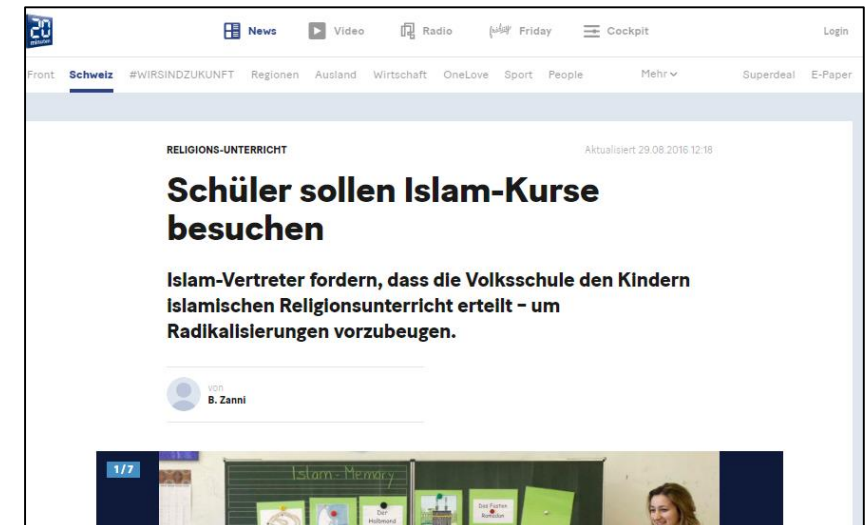 20
minuten
News Video Radio Friday Cockpit Login
Front Schweiz #WIRSINDZUKUNFT Regionen Ausland Wirtschaft OneLove Sport People Mehr Superdeal E-Paper
RELIGIONS-UNTERRICHT Aktualisiert 29.08.2016 12:18
Schüler sollen Islam-Kurse
besuchen
Islam-Vertreter fordern, dass die Volksschule den Kindern
islamischen Religionsunterricht erteilt – um
Radikalisierungen vorzubeugen.
von
B. Zanni
1/7
Islam-Memory
Der
Halbmond
Das Fasten
Ramadan